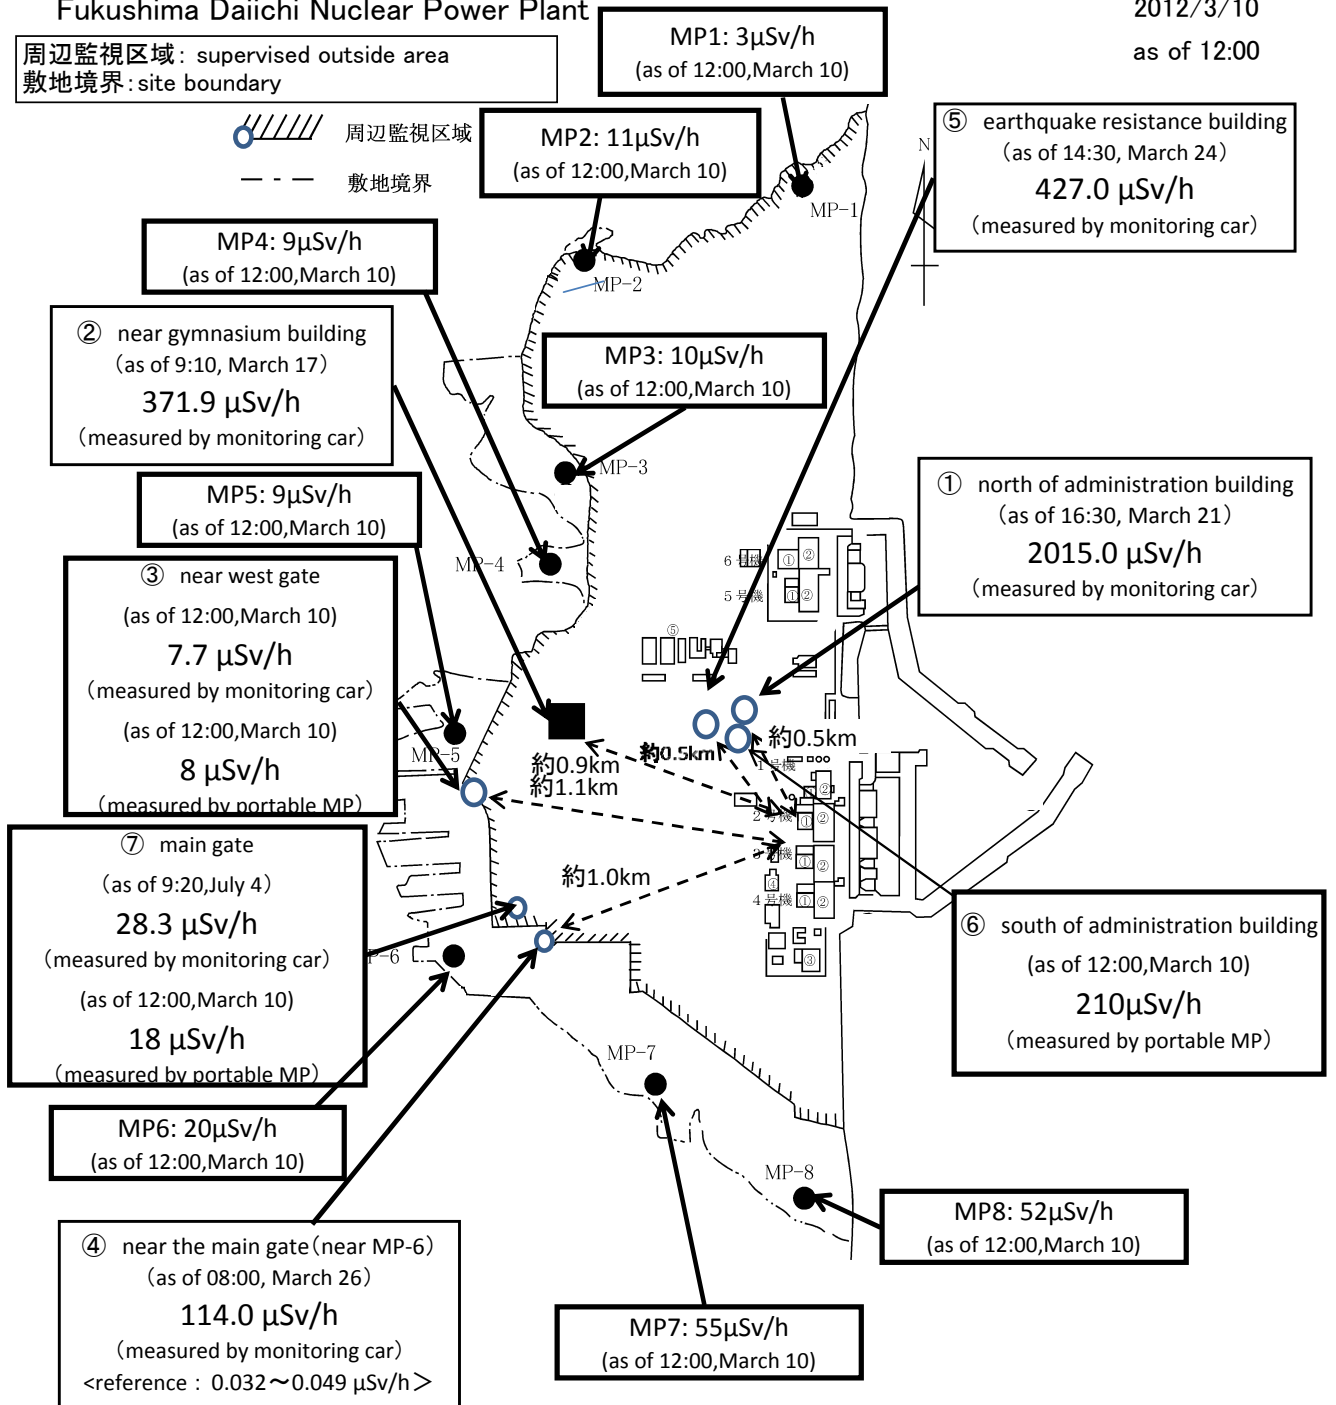 Fukushima Daiichi Nuclear Power Plant
2012/3/10
as of 12:00
周辺監視区域: supervised outside area
敷地境界: site boundary
周辺監視区域
敷地境界
MP1: 3μSv/h
(as of 12:00,March 10)
MP2: 11μSv/h
(as of 12:00,March 10)
⑤ earthquake resistance building
(as of 14:30, March 24)
427.0 μSv/h
(measured by monitoring car)
N
MP-1
MP4: 9μSv/h
(as of 12:00,March 10)
MP-2
② near gymnasium building
(as of 9:10, March 17)
371.9 μSv/h
(measured by monitoring car)
MP3: 10μSv/h
(as of 12:00,March 10)
MP-3
MP5: 9μSv/h
(as of 12:00,March 10)
① north of administration building
(as of 16:30, March 21)
2015.0 μSv/h
(measured by monitoring car)
MP-4
③ near west gate
(as of 12:00,March 10)
7.7 μSv/h
(measured by monitoring car)
(as of 12:00,March 10)
8 μSv/h
(measured by portable MP)
6号機
① ②
5号機
① ②
⑤
MP-5
約0.9km
約1.1km
約0.5km
約0.5km
1号機
②
2号機
① ②
3号機
① ②
④
4号機
① ②
③
約1.0km
⑦ main gate
(as of 9:20,July 4)
28.3 μSv/h
(measured by monitoring car)
(as of 12:00,March 10)
18 μSv/h
(measured by portable MP)
P-6
⑥ south of administration building
(as of 12:00,March 10)
210μSv/h
(measured by portable MP)
MP-7
MP6: 20μSv/h
(as of 12:00,March 10)
MP-8
MP8: 52μSv/h
(as of 12:00,March 10)
④ near the main gate(near MP-6)
(as of 08:00, March 26)
114.0 μSv/h
(measured by monitoring car)
<reference : 0.032～0.049 μSv/h＞
MP7: 55μSv/h
(as of 12:00,March 10)